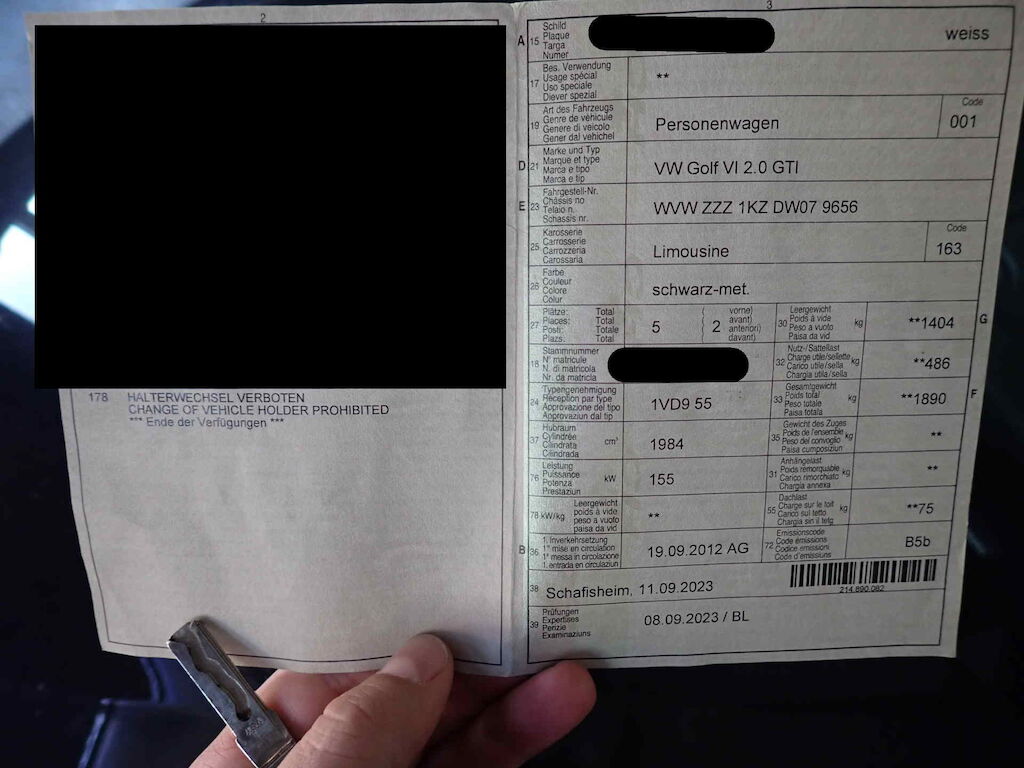 2
178 HALTERWECHSEL VERBOTEN
CHANGE OF VEHICLE HOLDER PROHIBITED
*** Ende der Verfügungen ***
3
A 15 Schild
Plaque
Targa
Numer
weiss
17 Bes. Verwendung
Usage spécial
Uso speciale
Diever spezial
**
19 Art des Fahrzeugs
Genre de véhicule
Genere di veicolo
Gener dal vehichel
Personenwagen
Code
001
D 21 Marke und Typ
Marque et type
Marca e tipo
Marca e tip
VW Golf VI 2.0 GTI
E 23 Fahrgestell-Nr.
Châssis no
Telaio n.
Schassis nr.
WVW ZZZ 1KZ DW07 9656
25 Karosserie
Carrosserie
Carrozzeria
Carossaria
Limousine
Code
163
26 Farbe
Couleur
Colore
Colur
schwarz-met.
27 Plätze: Total
Places: Total
Posti: Totale
Plazs: Total
5
( vorne)
( 2 avant)
anteriori)
davant)
30 Leergewicht
Poids à vide
Peso a vuoto
Paisa da vid
kg
**1404
G
18 Stammnummer
N° matricule
N. di matricola
Nr. da matricla
32 Nutz-/Sattellast
Charge utile/sellette
Carico utile/sella
Chargia utila/sella
kg
**486
24 Typengenehmigung
Réception par type
Approvazione del tipo
Approvaziun dal tip
1VD9 55
33 Gesamtgewicht
Poids total
Peso totale
Paisa totala
kg
**1890
F
37 Hubraum
Cylindrée
Cilindrata
Cilindrada
cm³
1984
35 Gewicht des Zuges
Poids de l'ensemble
Peso del convoglio
Paisa cumposiziun
kg
**
76 Leistung
Puissance
Potenza
Prestaziun
kW
155
31 Anhängelast
Poids remorquable
Carico rimorchiato
Chargia annexa
kg
**
78 kW/kg Leergewicht
poids à vide
peso a vuoto
paisa da vid
**
55 Dachlast
Charge sur le toit
Carico sul tetto
Chargia sin il tetg
kg
**75
B 36 1. Inverkehrsetzung
1re mise en circulation
1a messa in circolazione
1. entrada en circulaziun
19.09.2012 AG
72 Emissionscode
Code émissions
Codice emissioni
Code d'emissiuns
B5b
38 Schafisheim, 11.09.2023
214.890.082
39 Prüfungen
Expertises
Perizie
Examinaziuns
08.09.2023 / BL